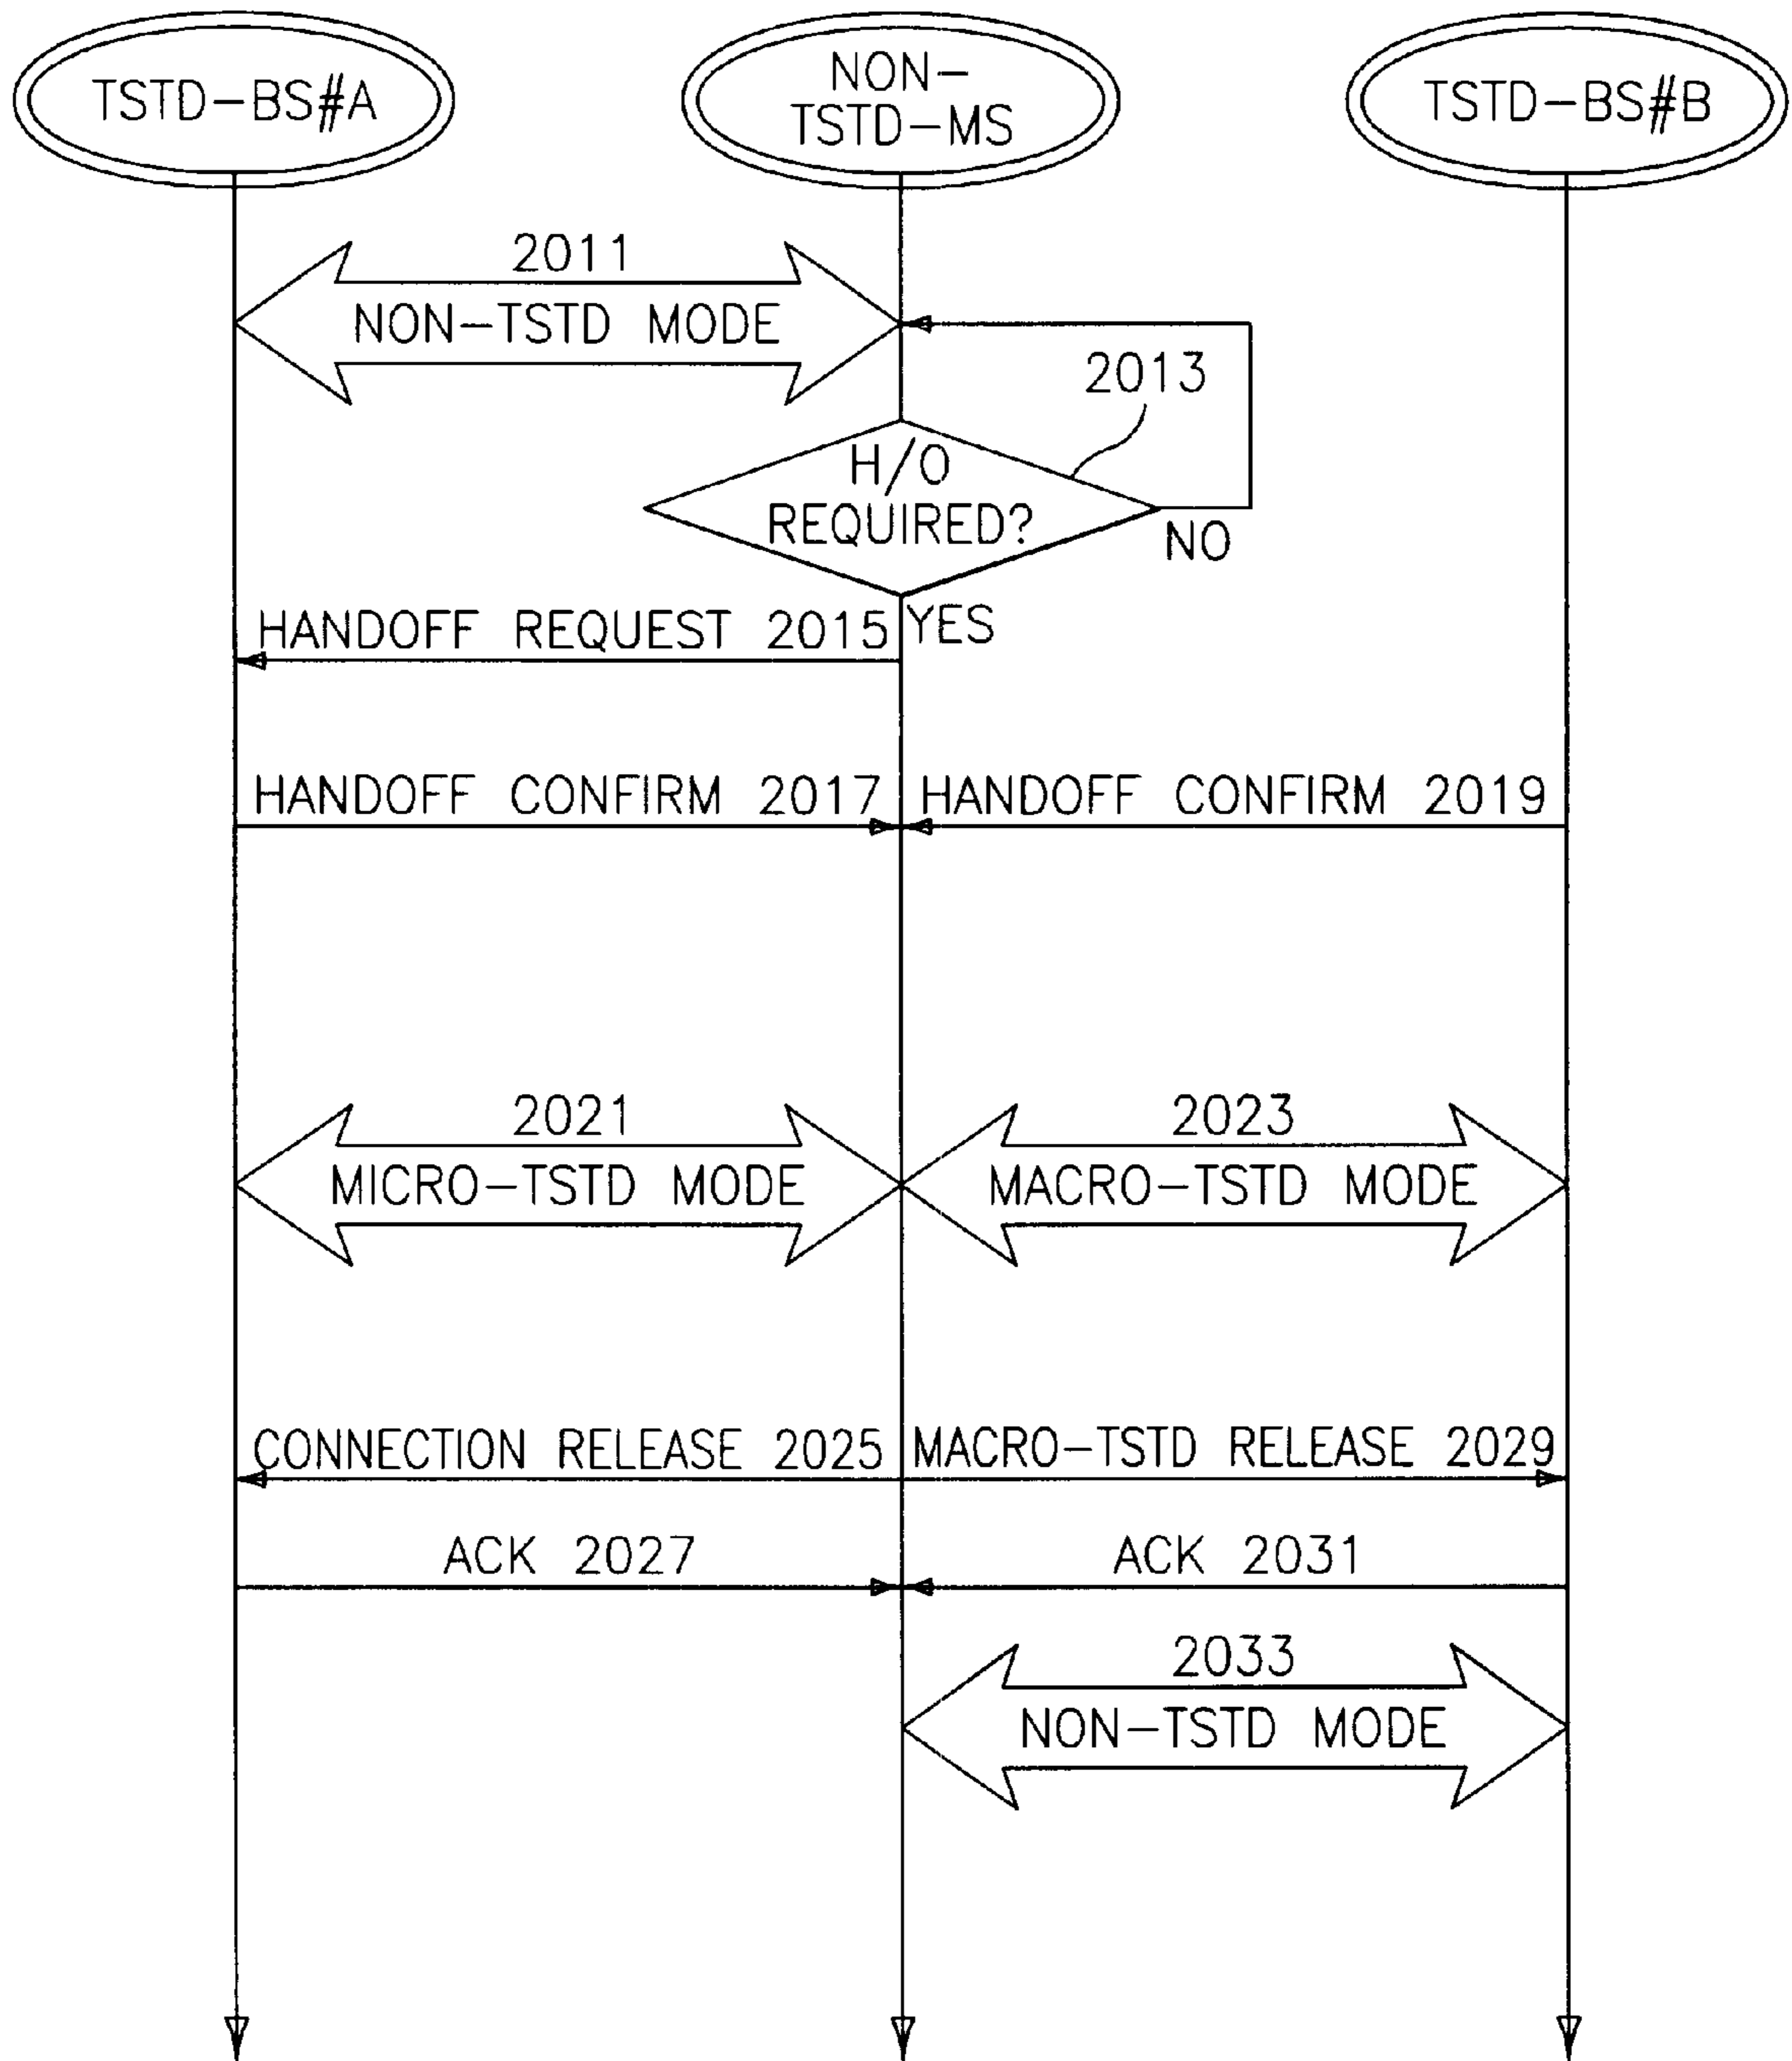 TSTD-BS#A
NON-
TSTD-MS
TSTD-BS#B
2011
NON-TSTD MODE
2013
H/O
REQUIRED?
NO
YES
HANDOFF REQUEST 2015
HANDOFF CONFIRM 2017
HANDOFF CONFIRM 2019
2021
MICRO-TSTD MODE
2023
MACRO-TSTD MODE
CONNECTION RELEASE 2025
MACRO-TSTD RELEASE 2029
ACK 2027
ACK 2031
2033
NON-TSTD MODE